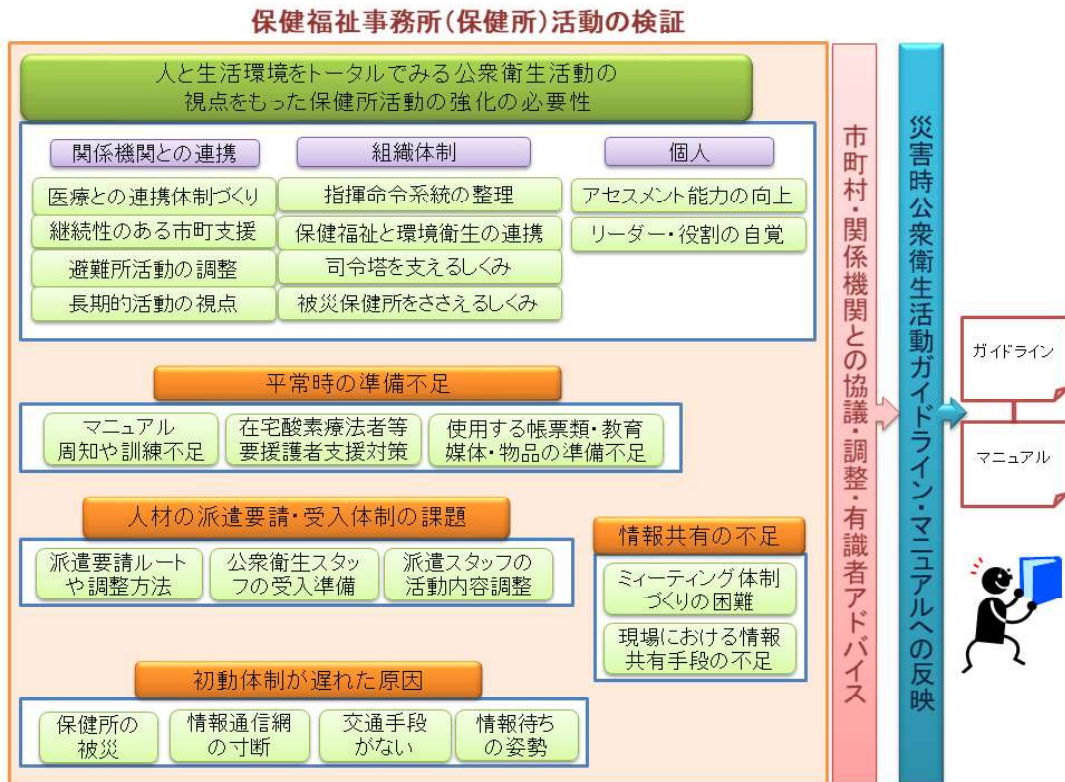 保健福祉事務所(保健所)活動の検証
人と生活環境をトータルでみる公衆衛生活動の
視点をもった保健所活動の強化の必要性
関係機関との連携
医療との連携体制づくり
継続性のある市町支援
避難所活動の調整
長期的活動の視点
組織体制
指揮命令系統の整理
保健福祉と環境衛生の連携
司令塔を支えるしくみ
被災保健所をささえるしくみ
個人
アセスメント能力の向上
リーダー・役割の自覚
平常時の準備不足
マニュアル
周知や訓練不足
在宅酸素療法者等
要援護者支援対策
使用する帳票類・教育
媒体・物品の準備不足
人材の派遣要請・受入体制の課題
派遣要請ルート
や調整方法
公衆衛生スタッ
フの受入準備
派遣スタッフの
活動内容調整
情報共有の不足
ミィーティング体制
づくりの困難
現場における情報
共有手段の不足
初動体制が遅れた原因
保健所の
被災
情報通信網
の寸断
交通手段
がない
情報待ち
の姿勢
市町村・関係機関との協議・調整・有識者アドバイス
災害時公衆衛生活動ガイドライン・マニュアルへの反映
ガイドライン
マニュアル